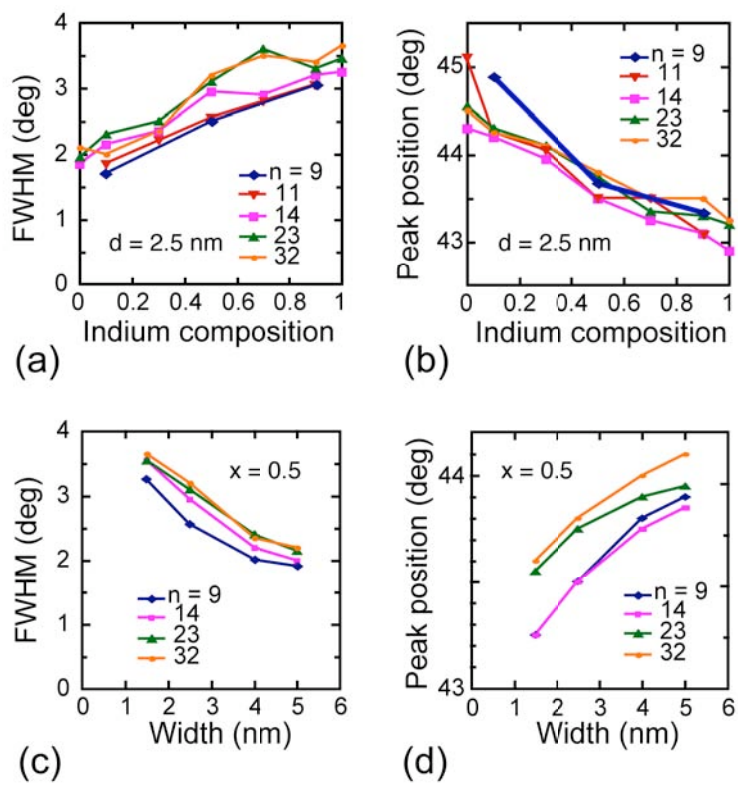 4
3
2
1
0
FWHM (deg)
n = 9
11
14
23
32
d = 2.5 nm
0 0.2 0.4 0.6 0.8 1
Indium composition
(a)
45
44
43
Peak position (deg)
n = 9
11
14
23
32
d = 2.5 nm
0 0.2 0.4 0.6 0.8 1
Indium composition
(b)
4
3
2
1
0
FWHM (deg)
x = 0.5
n = 9
14
23
32
0 1 2 3 4 5 6
Width (nm)
(c)
44
43
Peak position (deg)
x = 0.5
n = 9
14
23
32
0 1 2 3 4 5 6
Width (nm)
(d)